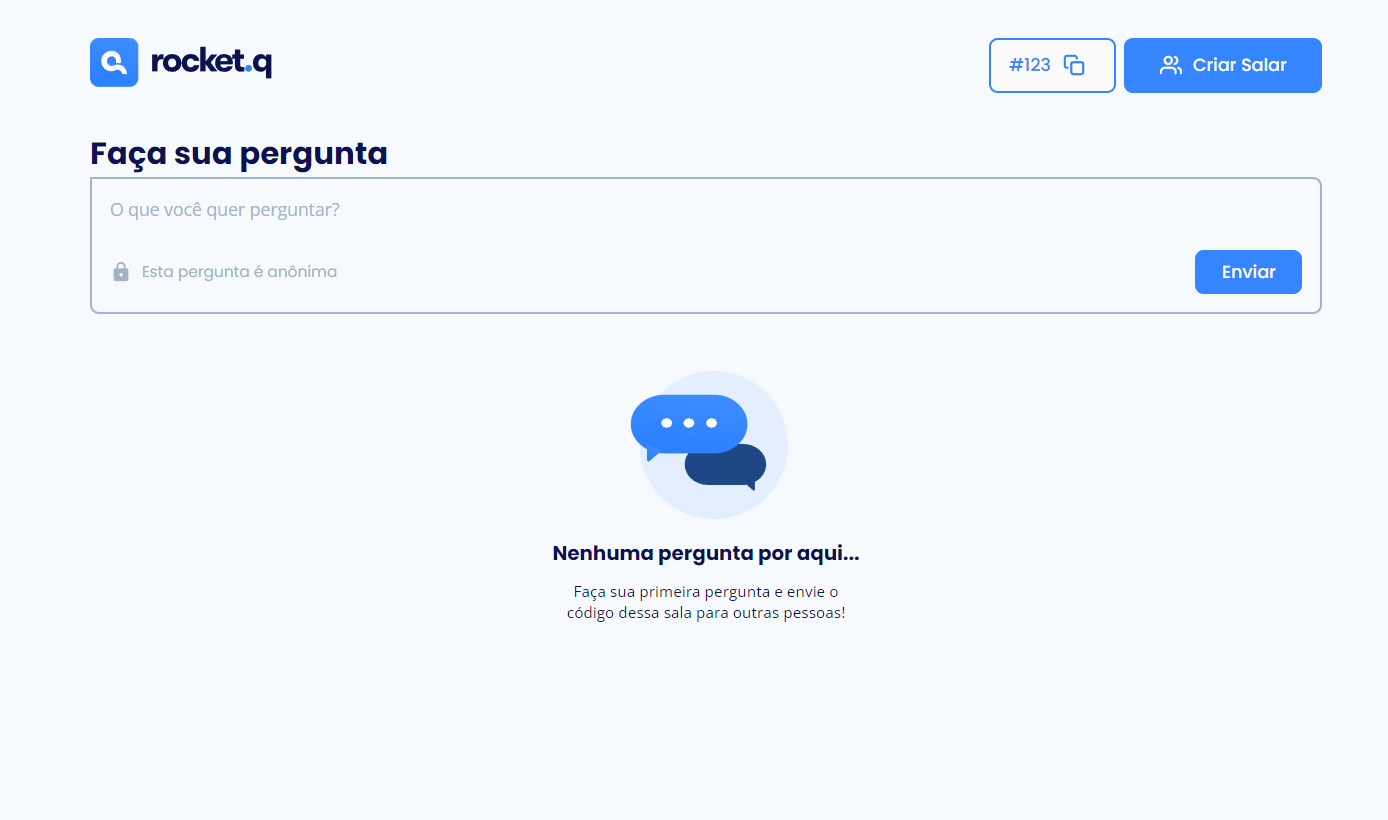 rocket.q
#123
Criar Salar
Faça sua pergunta
O que você quer perguntar?
Esta pergunta é anônima
Enviar
Nenhuma pergunta por aqui...
Faça sua primeira pergunta e envie o
código dessa sala para outras pessoas!